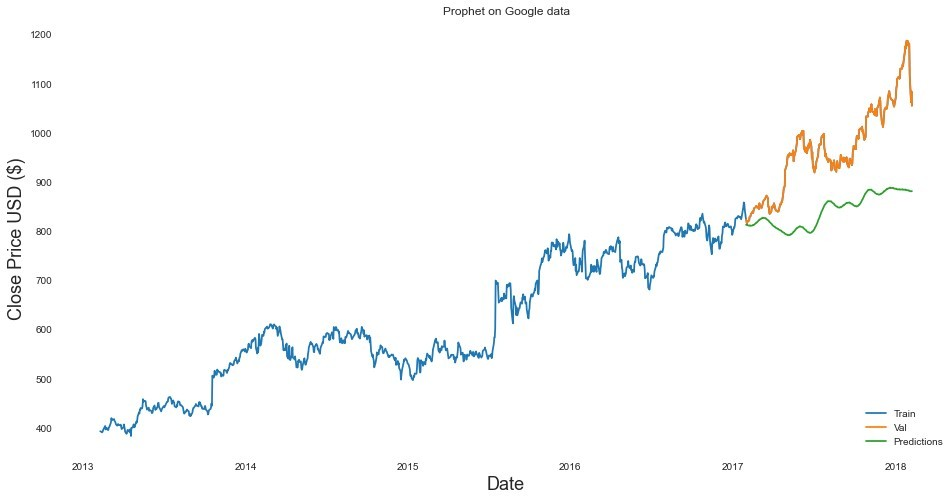 Prophet on Google data
Close Price USD ($)
1200
1100
1000
900
800
700
600
500
400
2013
2014
2015
2016
2017
2018
Date
Train
Val
Predictions